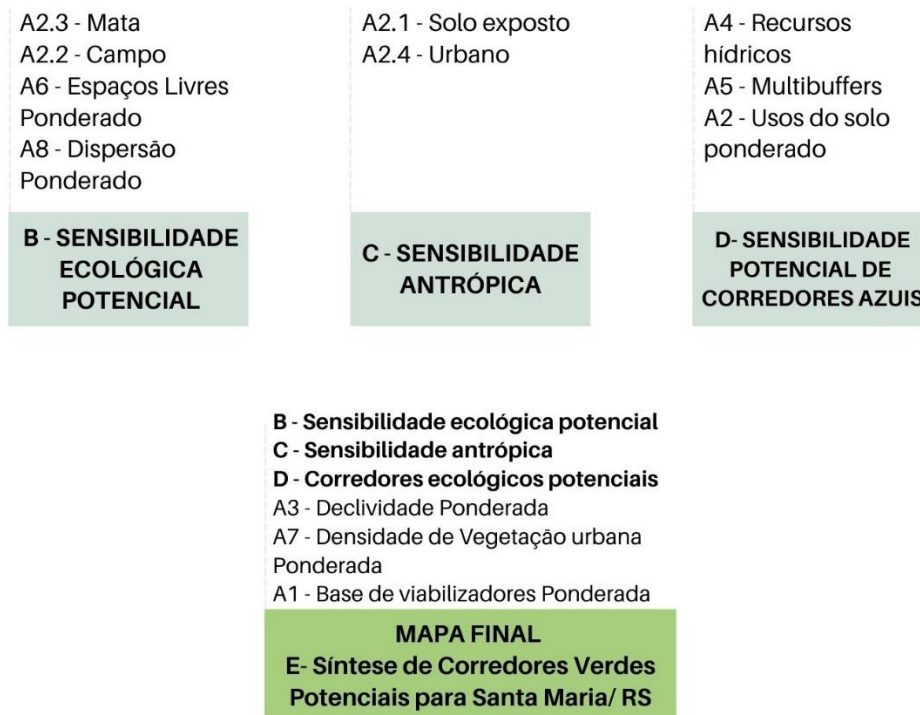 A2.3 - Mata
A2.2 - Campo
A6 - Espaços Livres
Ponderado
A8 - Dispersão
Ponderado
B - SENSIBILIDADE
ECOLÓGICA
POTENCIAL
A2.1 - Solo exposto
A2.4 - Urbano
C - SENSIBILIDADE
ANTRÓPICA
A4 - Recursos
hídricos
A5 - Multibuffers
A2 - Usos do solo
ponderado
D- SENSIBILIDADE
POTENCIAL DE
CORREDORES AZUIS
B - Sensibilidade ecológica potencial
C - Sensibilidade antrópica
D - Corredores ecológicos potenciais
A3 - Declividade Ponderada
A7 - Densidade de Vegetação urbana
Ponderada
A1 - Base de viabilizadores Ponderada
MAPA FINAL
E- Síntese de Corredores Verdes
Potenciais para Santa Maria/ RS